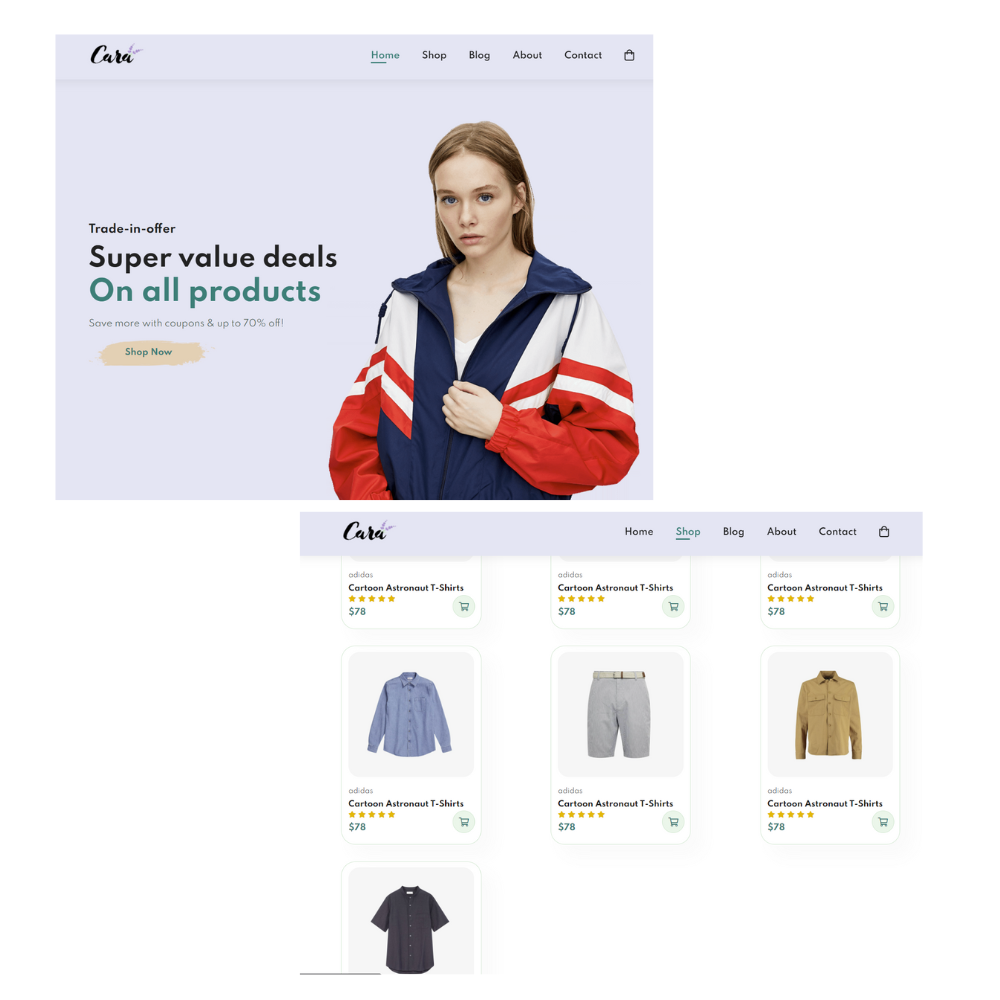 Cara
Home Shop Blog About Contact
Trade-in-offer
Super value deals
On all products
Save more with coupons & up to 70% off!
Shop Now
Cara
Home Shop Blog About Contact
adidas adidas adidas
Cartoon Astronaut T-Shirts Cartoon Astronaut T-Shirts Cartoon Astronaut T-Shirts
$78 $78 $78
adidas adidas adidas
Cartoon Astronaut T-Shirts Cartoon Astronaut T-Shirts Cartoon Astronaut T-Shirts
$78 $78 $78